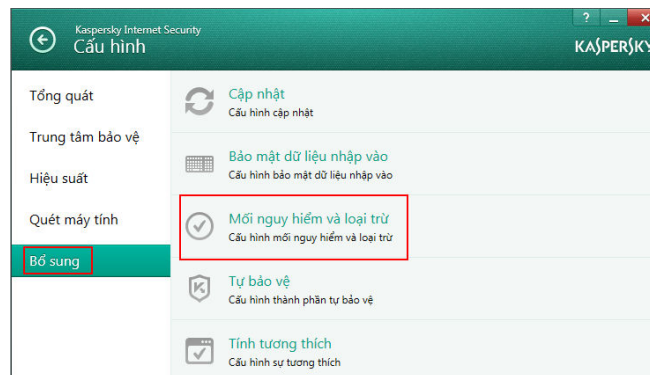 Kaspersky Internet Security
Cấu hình
? _ X
KASPERSKY
Tổng quát
Trung tâm bảo vệ
Hiệu suất
Quét máy tính
Bổ sung
Cập nhật
Cấu hình cập nhật
Bảo mật dữ liệu nhập vào
Cấu hình bảo mật dữ liệu nhập vào
Mối nguy hiểm và loại trừ
Cấu hình mối nguy hiểm và loại trừ
Tự bảo vệ
Cấu hình thành phần tự bảo vệ
Tính tương thích
Cấu hình sự tương thích